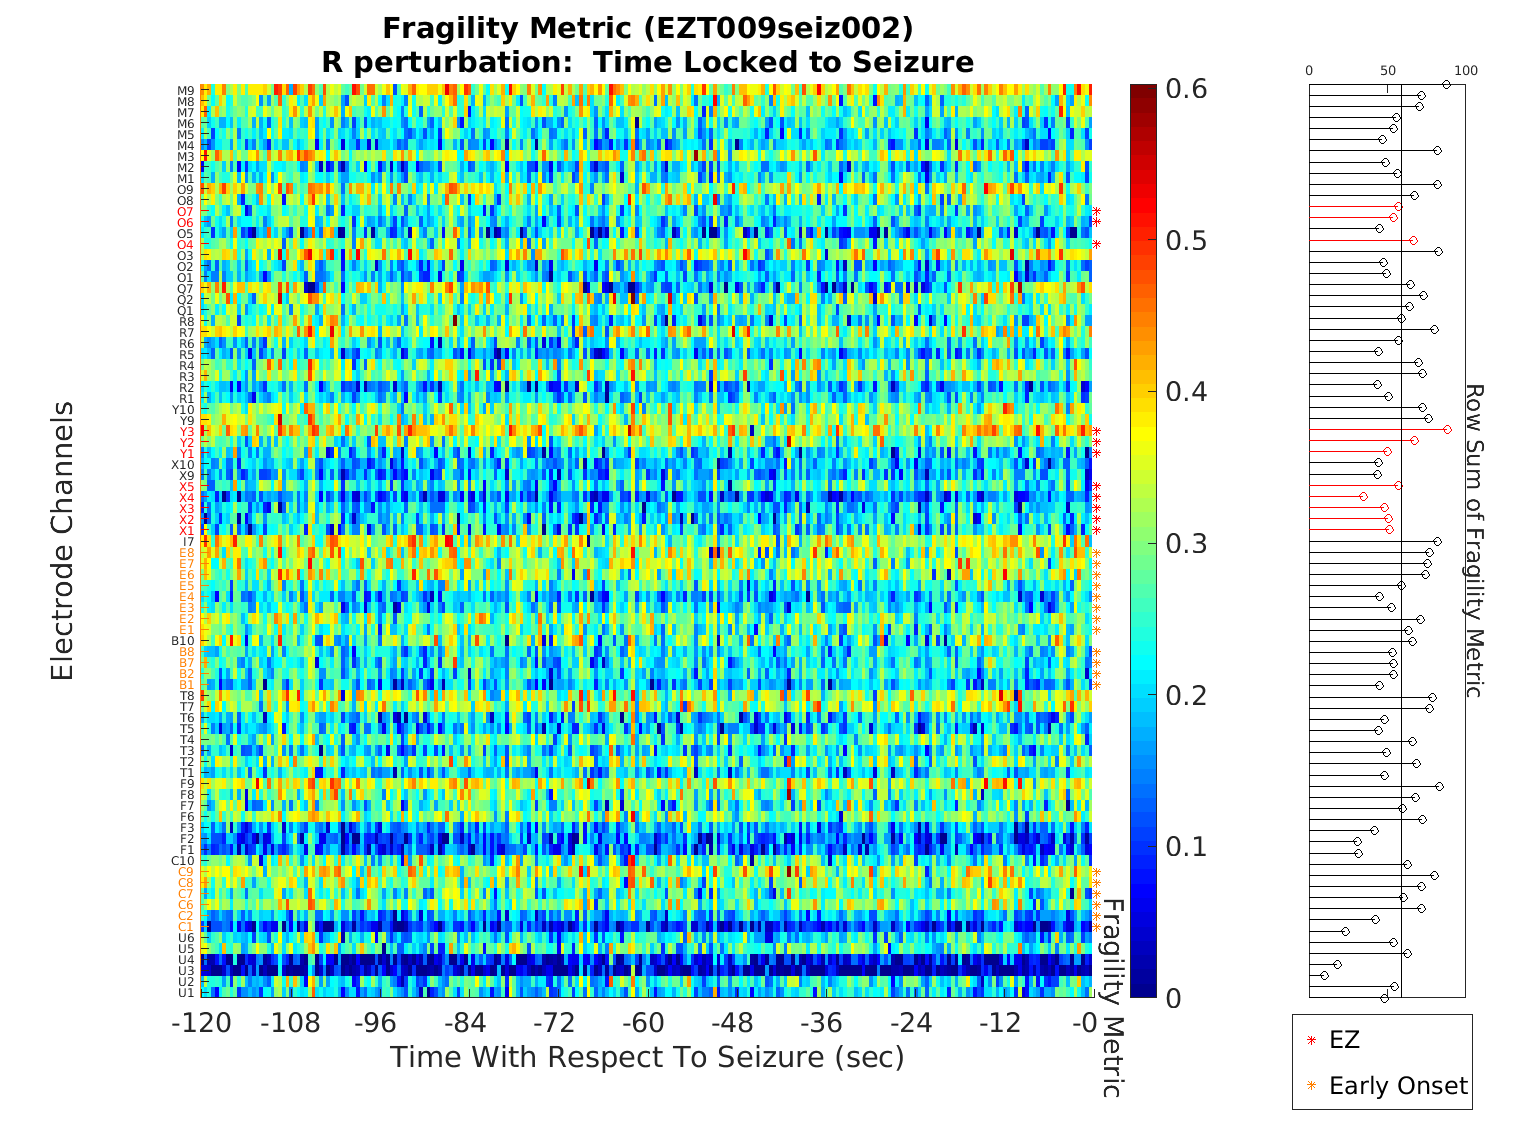 Fragility Metric (EZT009seiz002)
R perturbation:  Time Locked to Seizure
Electrode Channels
M9
M8
M7
M6
M5
M4
M3
M2
M1
O9
O8
O7
O6
O5
O4
O3
O2
O1
Q7
Q2
Q1
R8
R7
R6
R5
R4
R3
R2
R1
Y10
Y9
Y3
Y2
Y1
X10
X9
X5
X4
X3
X2
X1
I7
E8
E7
E6
E5
E4
E3
E2
E1
B10
B8
B7
B2
B1
T8
T7
T6
T5
T4
T3
T2
T1
F9
F8
F7
F6
F3
F2
F1
C10
C9
C8
C7
C6
C2
C1
U6
U5
U4
U3
U2
U1
-120 -108 -96 -84 -72 -60 -48 -36 -24 -12 -0
Time With Respect To Seizure (sec)
0.6
0.5
0.4
0.3
0.2
0.1
0
Fragility Metric
0 50 100
Row Sum of Fragility Metric
EZ
Early Onset